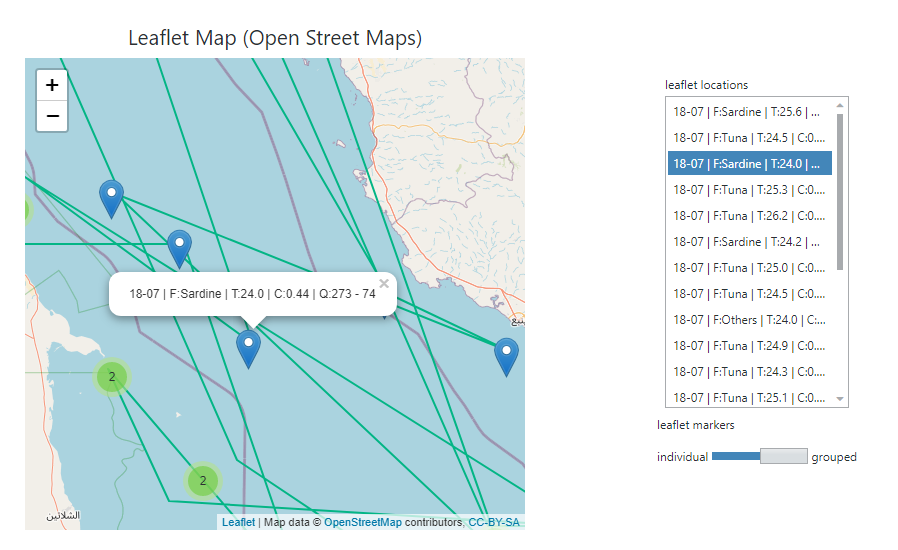 Leaflet Map (Open Street Maps)
+
−
18-07 | F:Sardine | T:24.0 | C:0.44 | Q:273 - 74
×
2
2
الشلاتين
Leaflet | Map data © OpenStreetMap contributors, CC-BY-SA
leaflet locations
18-07 | F:Sardine | T:25.6 | ...
18-07 | F:Tuna | T:24.5 | C:0....
18-07 | F:Sardine | T:24.0 | ...
18-07 | F:Tuna | T:25.3 | C:0....
18-07 | F:Tuna | T:26.2 | C:0....
18-07 | F:Sardine | T:24.2 | ...
18-07 | F:Tuna | T:25.0 | C:0....
18-07 | F:Tuna | T:24.5 | C:0....
18-07 | F:Others | T:24.0 | C:...
18-07 | F:Tuna | T:24.9 | C:0....
18-07 | F:Tuna | T:24.3 | C:0....
18-07 | F:Tuna | T:25.1 | C:0....
leaflet markers
individual grouped